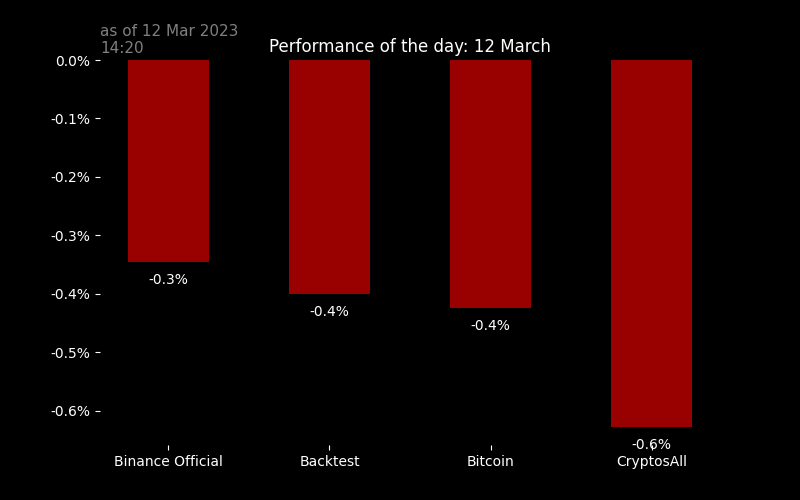 as of 12 Mar 2023
14:20
Performance of the day: 12 March
0.0%
-0.1%
-0.2%
-0.3%
-0.4%
-0.5%
-0.6%
-0.3%
-0.4%
-0.4%
-0.6%
Binance Official
Backtest
Bitcoin
CryptosAll